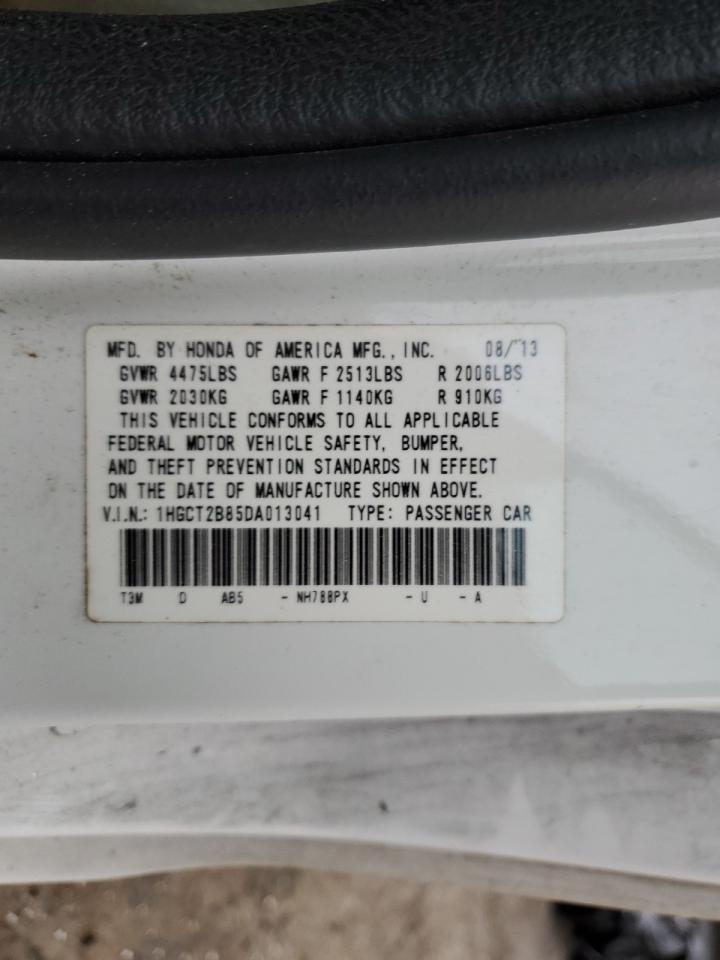 MFD. BY HONDA OF AMERICA MFG., INC. 08/13
GVWR 4475LBS GAWR F 2513LBS R 2006LBS
GVWR 2030KG GAWR F 1140KG R 910KG
THIS VEHICLE CONFORMS TO ALL APPLICABLE
FEDERAL MOTOR VEHICLE SAFETY, BUMPER,
AND THEFT PREVENTION STANDARDS IN EFFECT
ON THE DATE OF MANUFACTURE SHOWN ABOVE.
V.I.N.: 1HGCT2B85DA013041 TYPE: PASSENGER CAR
T3M D AB5 - NH788PX - U - A